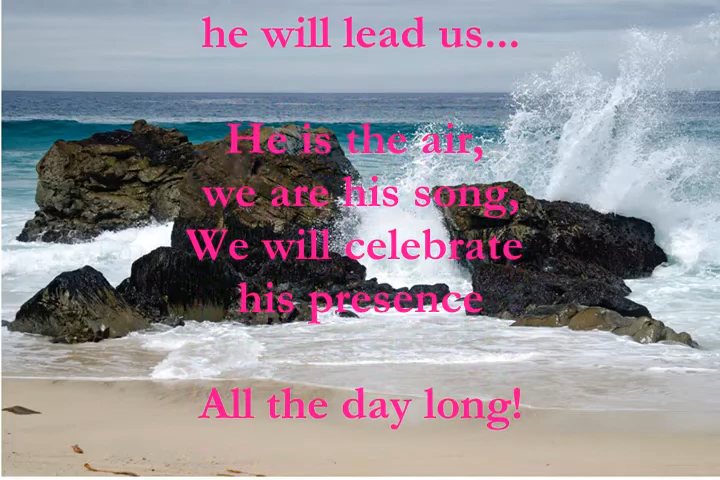 he will lead us...
He is the air,
we are his song,
We will celebrate
his presence
All the day long!